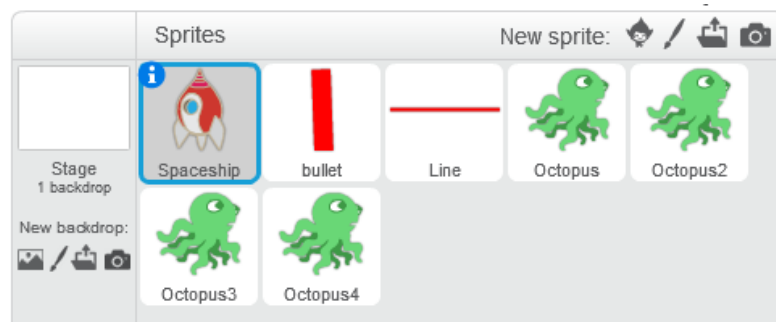 Sprites
New sprite:
Stage
1 backdrop
New backdrop:
Spaceship
bullet
Line
Octopus
Octopus2
Octopus3
Octopus4